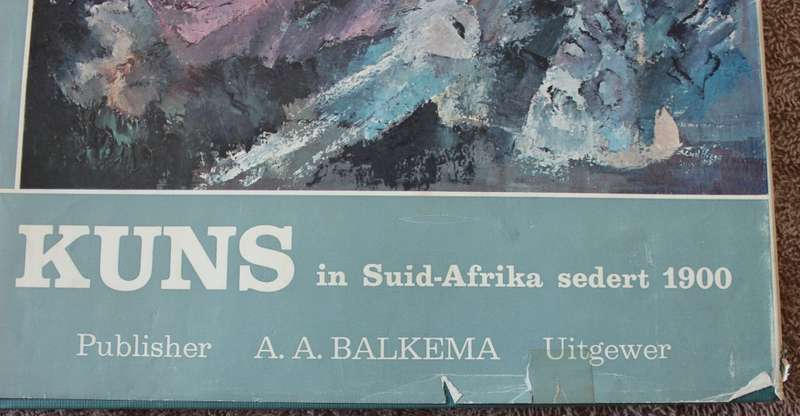 KUNS in Suid-Afrika sedert 1900
Publisher A. A. BALKEMA Uitgewer